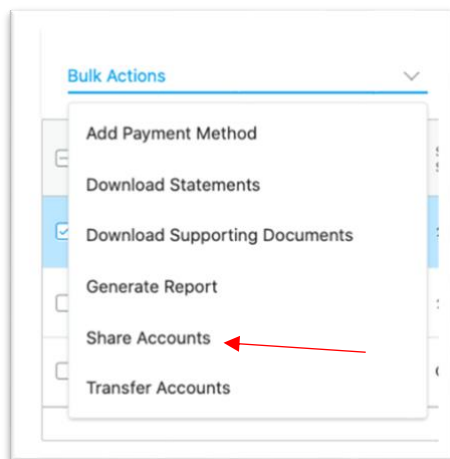 Bulk Actions
Add Payment Method
Download Statements
Download Supporting Documents
Generate Report
Share Accounts
Transfer Accounts